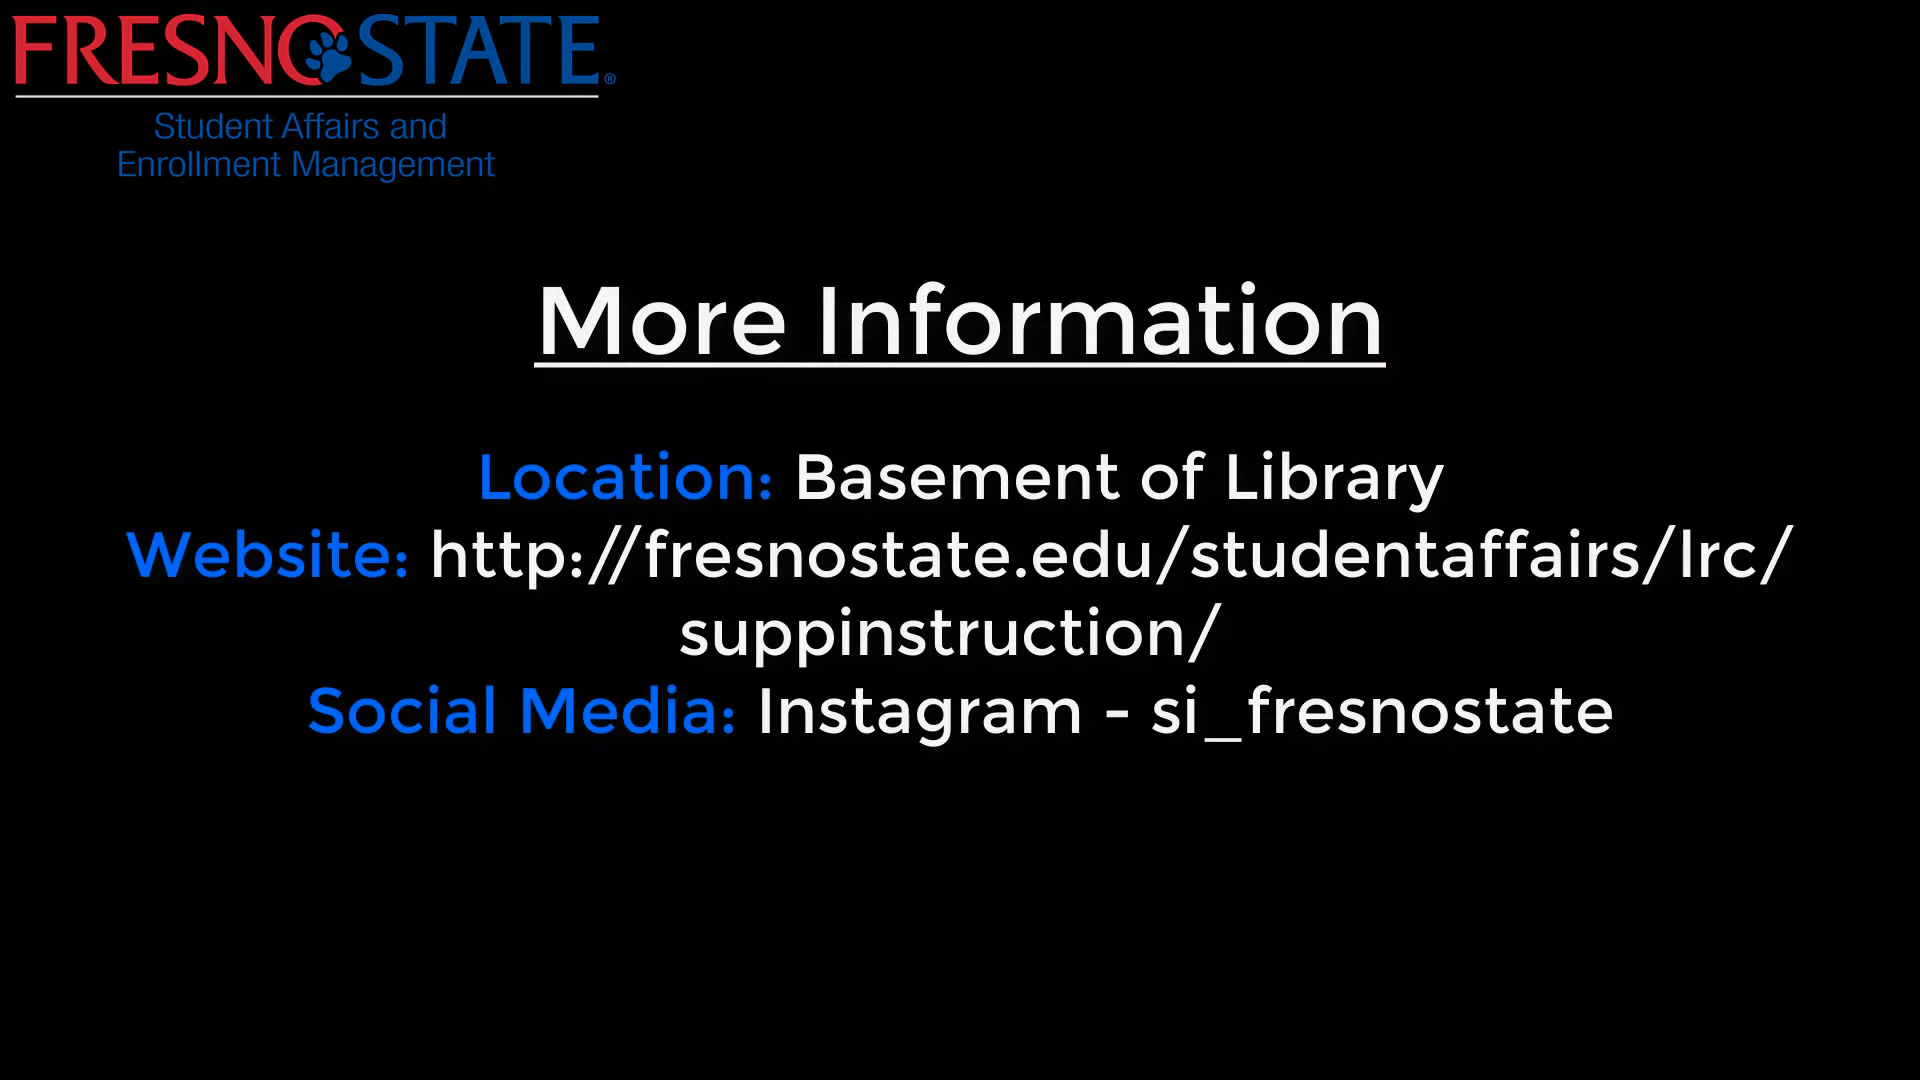 FRESNO STATE®
Student Affairs and
Enrollment Management
More Information
Location: Basement of Library
Website: http://fresnostate.edu/studentaffairs/lrc/
suppinstruction/
Social Media: Instagram - si_fresnostate